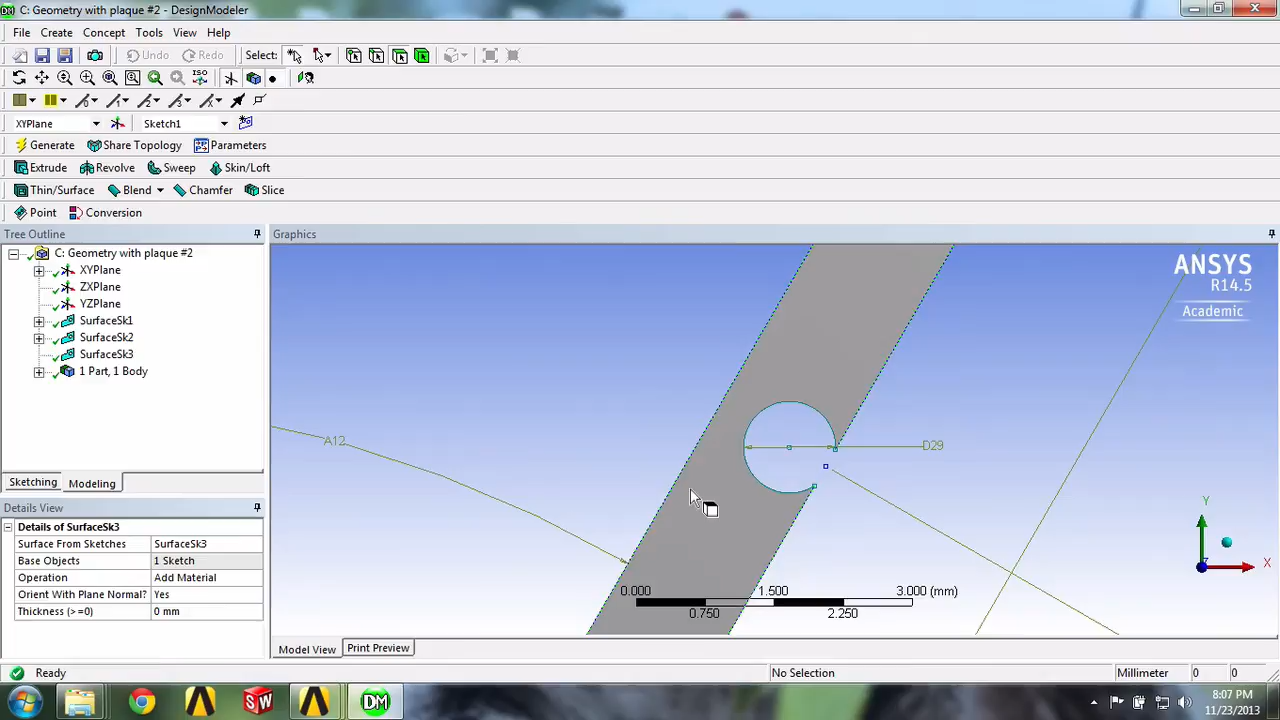 C: Geometry with plaque #2 - DesignModeler
File Create Concept Tools View Help
Undo Redo Select:
XYPlane Sketch1
Generate Share Topology Parameters
Extrude Revolve Sweep Skin/Loft
Thin/Surface Blend Chamfer Slice
Point Conversion
Tree Outline
C: Geometry with plaque #2
XYPlane
ZXPlane
YZPlane
SurfaceSk1
SurfaceSk2
SurfaceSk3
1 Part, 1 Body
Sketching Modeling
Details View
Details of SurfaceSk3
Surface From Sketches SurfaceSk3
Base Objects 1 Sketch
Operation Add Material
Orient With Plane Normal? Yes
Thickness (>=0) 0 mm
Graphics
ANSYS
R14.5
Academic
A12
D29
Y
X
0.000 1.500 3.000 (mm)
0.750 2.250
Model View Print Preview
Ready No Selection Millimeter 0 0
8:07 PM
11/23/2013